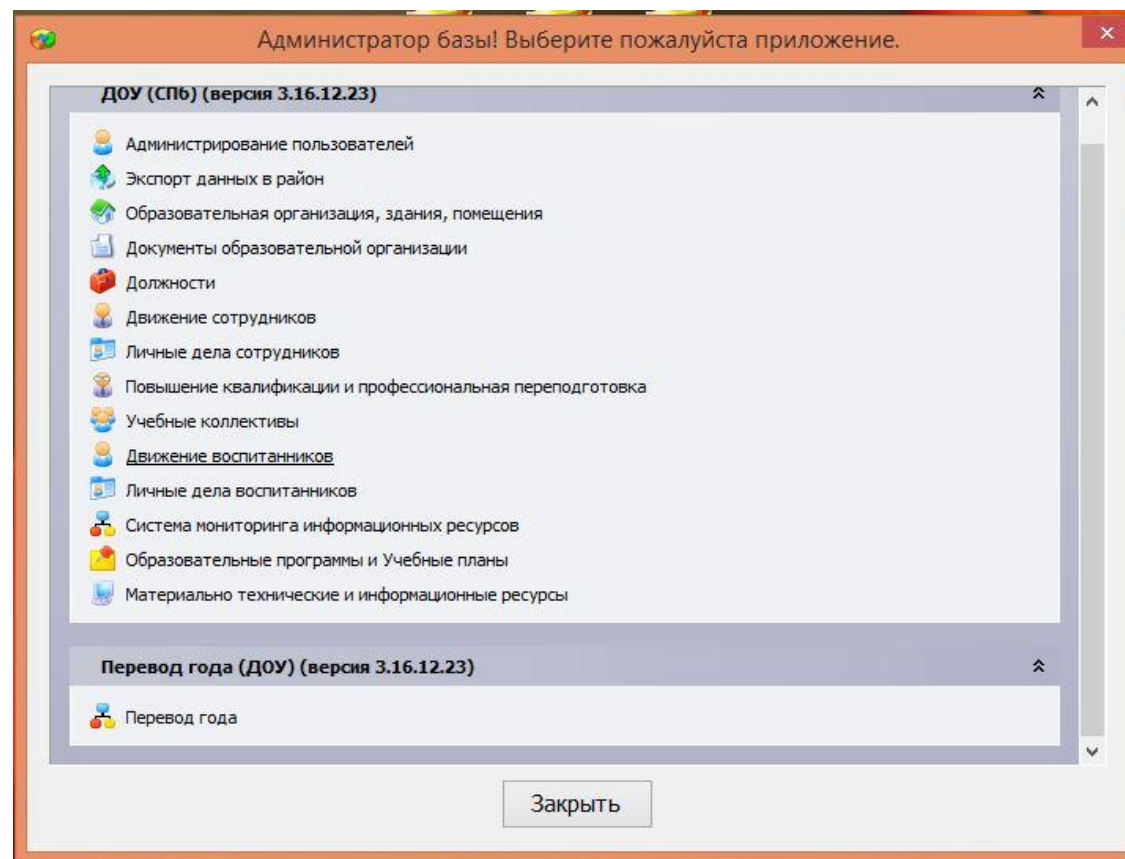 Администратор базы! Выберите пожалуйста приложение.
ДОУ (СПб) (версия 3.16.12.23)
Администрирование пользователей
Экспорт данных в район
Образовательная организация, здания, помещения
Документы образовательной организации
Должности
Движение сотрудников
Личные дела сотрудников
Повышение квалификации и профессиональная переподготовка
Учебные коллективы
Движение воспитанников
Личные дела воспитанников
Система мониторинга информационных ресурсов
Образовательные программы и Учебные планы
Материально технические и информационные ресурсы
Перевод года (ДОУ) (версия 3.16.12.23)
Перевод года
Закрыть